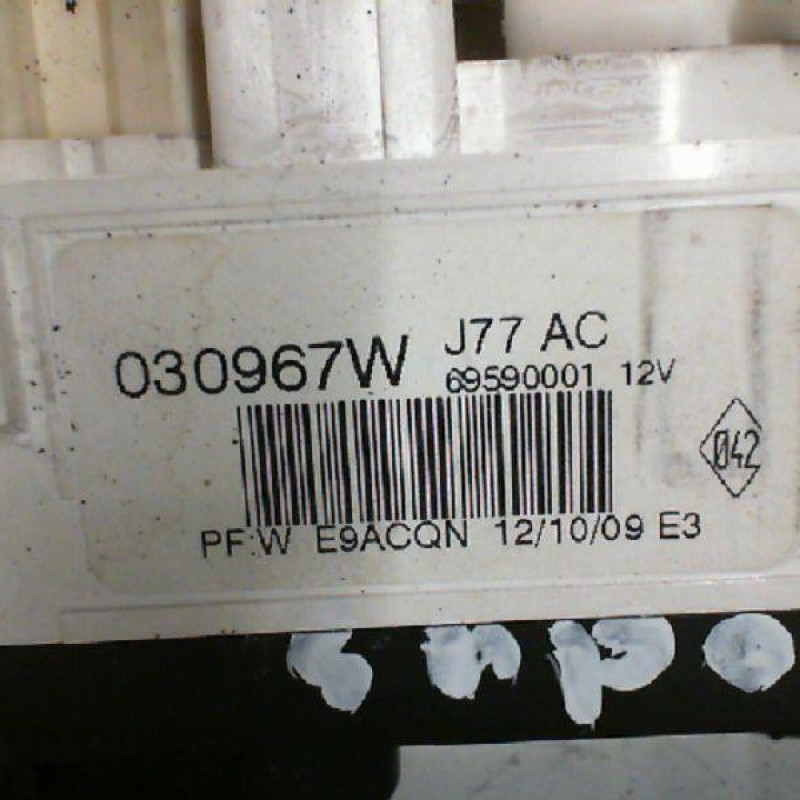 030967W J77 AC
69590001 12V
042
PF:W E9ACQN 12/10/09 E3